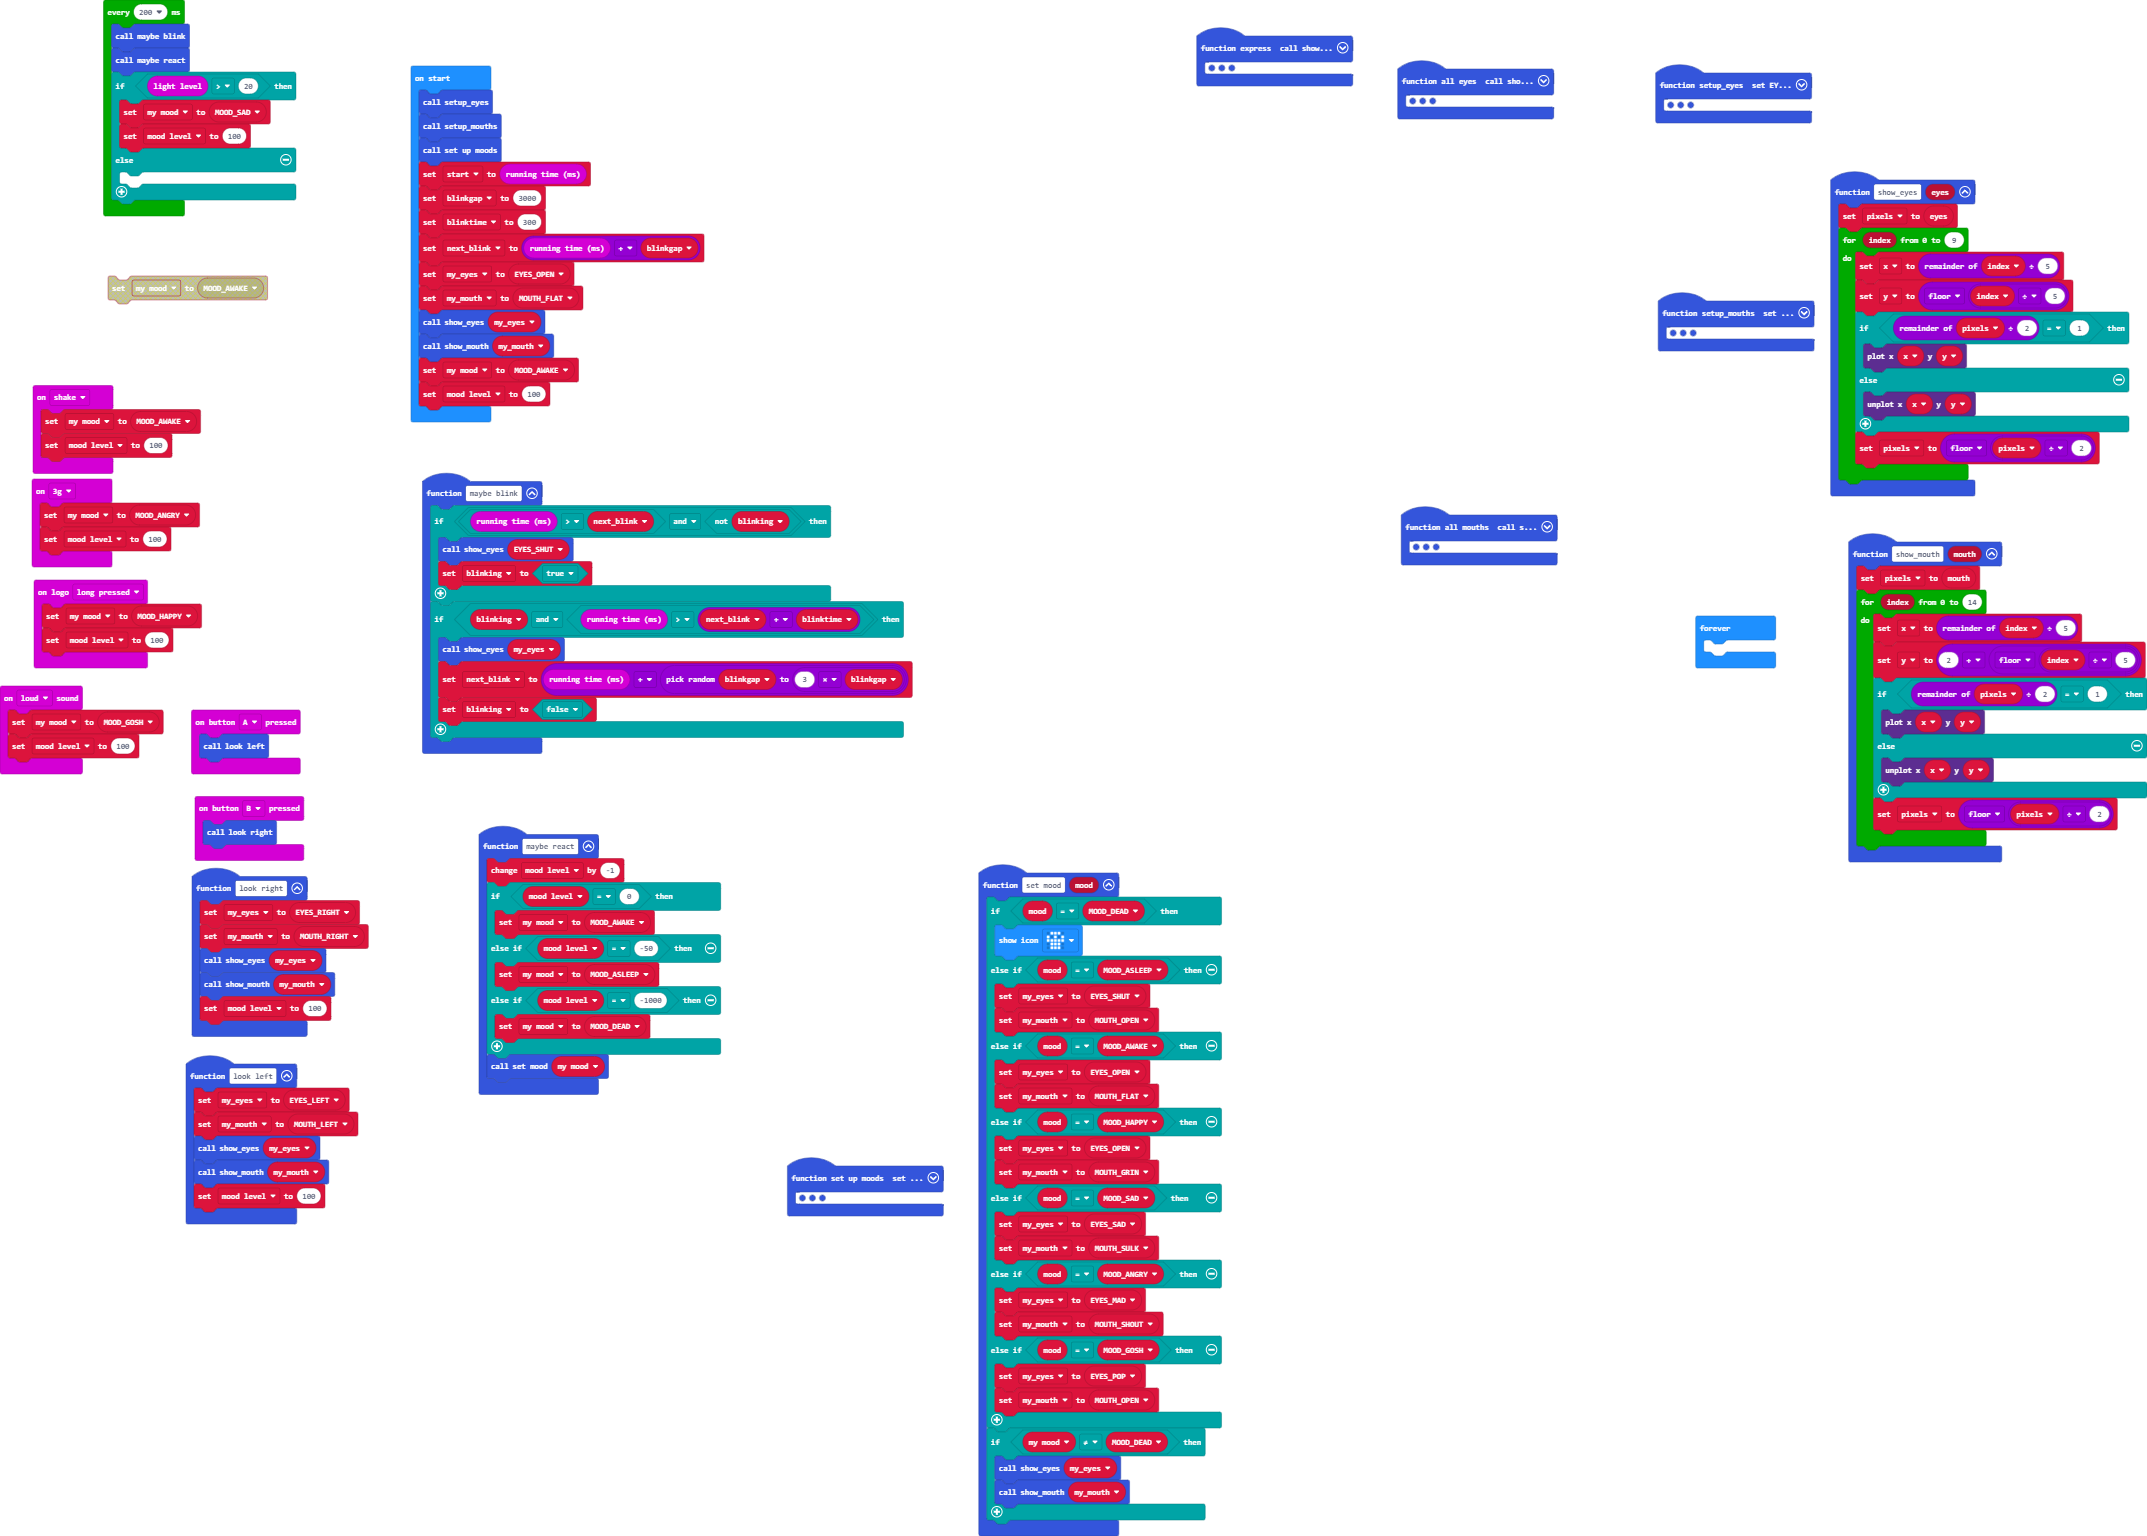 every 200 ms
call maybe blink
call maybe react
if light level > 20 then
set my mood to MOOD_SAD
set mood level to 100
else
set my mood to MOOD_AWAKE
on shake
set my mood to MOOD_AWAKE
set mood level to 100
on 3g
set my mood to MOOD_ANGRY
set mood level to 100
on logo long pressed
set my mood to MOOD_HAPPY
set mood level to 100
on loud sound
set my mood to MOOD_GOSH
set mood level to 100
on button A pressed
call look left
on button B pressed
call look right
function look right
set my_eyes to EYES_RIGHT
set my_mouth to MOUTH_RIGHT
call show_eyes my_eyes
call show_mouth my_mouth
set mood level to 100
function look left
set my_eyes to EYES_LEFT
set my_mouth to MOUTH_LEFT
call show_eyes my_eyes
call show_mouth my_mouth
set mood level to 100
on start
call setup_eyes
call setup_mouths
call set up moods
set start to running time (ms)
set blinkgap to 3000
set blinktime to 300
set next_blink to running time (ms) + blinkgap
set my_eyes to EYES_OPEN
set my_mouth to MOUTH_FLAT
call show_eyes my_eyes
call show_mouth my_mouth
set my mood to MOOD_AWAKE
set mood level to 100
function maybe blink
if running time (ms) > next_blink and not blinking then
call show_eyes EYES_SHUT
set blinking to true
if blinking and running time (ms) > next_blink + blinktime then
call show_eyes my_eyes
set next_blink to running time (ms) + pick random blinkgap to 3 × blinkgap
set blinking to false
function maybe react
change mood level by -1
if mood level = 0 then
set my mood to MOOD_AWAKE
else if mood level = -50 then
set my mood to MOOD_ASLEEP
else if mood level = -1000 then
set my mood to MOOD_DEAD
call set mood my mood
function set up moods set ...
function set mood mood
if mood = MOOD_DEAD then
show icon
else if mood = MOOD_ASLEEP then
set my_eyes to EYES_SHUT
set my_mouth to MOUTH_OPEN
else if mood = MOOD_AWAKE then
set my_eyes to EYES_OPEN
set my_mouth to MOUTH_FLAT
else if mood = MOOD_HAPPY then
set my_eyes to EYES_OPEN
set my_mouth to MOUTH_GRIN
else if mood = MOOD_SAD then
set my_eyes to EYES_SAD
set my_mouth to MOUTH_SULK
else if mood = MOOD_ANGRY then
set my_eyes to EYES_MAD
set my_mouth to MOUTH_SHOUT
else if mood = MOOD_GOSH then
set my_eyes to EYES_POP
set my_mouth to MOUTH_OPEN
if my mood ≠ MOOD_DEAD then
call show_eyes my_eyes
call show_mouth my_mouth
function express call show...
function all eyes call sho...
function setup_eyes set EY...
function setup_mouths set ...
function all mouths call s...
forever
function show_eyes eyes
set pixels to eyes
for index from 0 to 9
do
set x to remainder of index ÷ 5
set y to floor index ÷ 5
if remainder of pixels ÷ 2 = 1 then
plot x x y y
else
unplot x x y y
set pixels to floor pixels ÷ 2
function show_mouth mouth
set pixels to mouth
for index from 0 to 14
do
set x to remainder of index ÷ 5
set y to 2 + floor index ÷ 5
if remainder of pixels ÷ 2 = 1 then
plot x x y y
else
unplot x x y y
set pixels to floor pixels ÷ 2